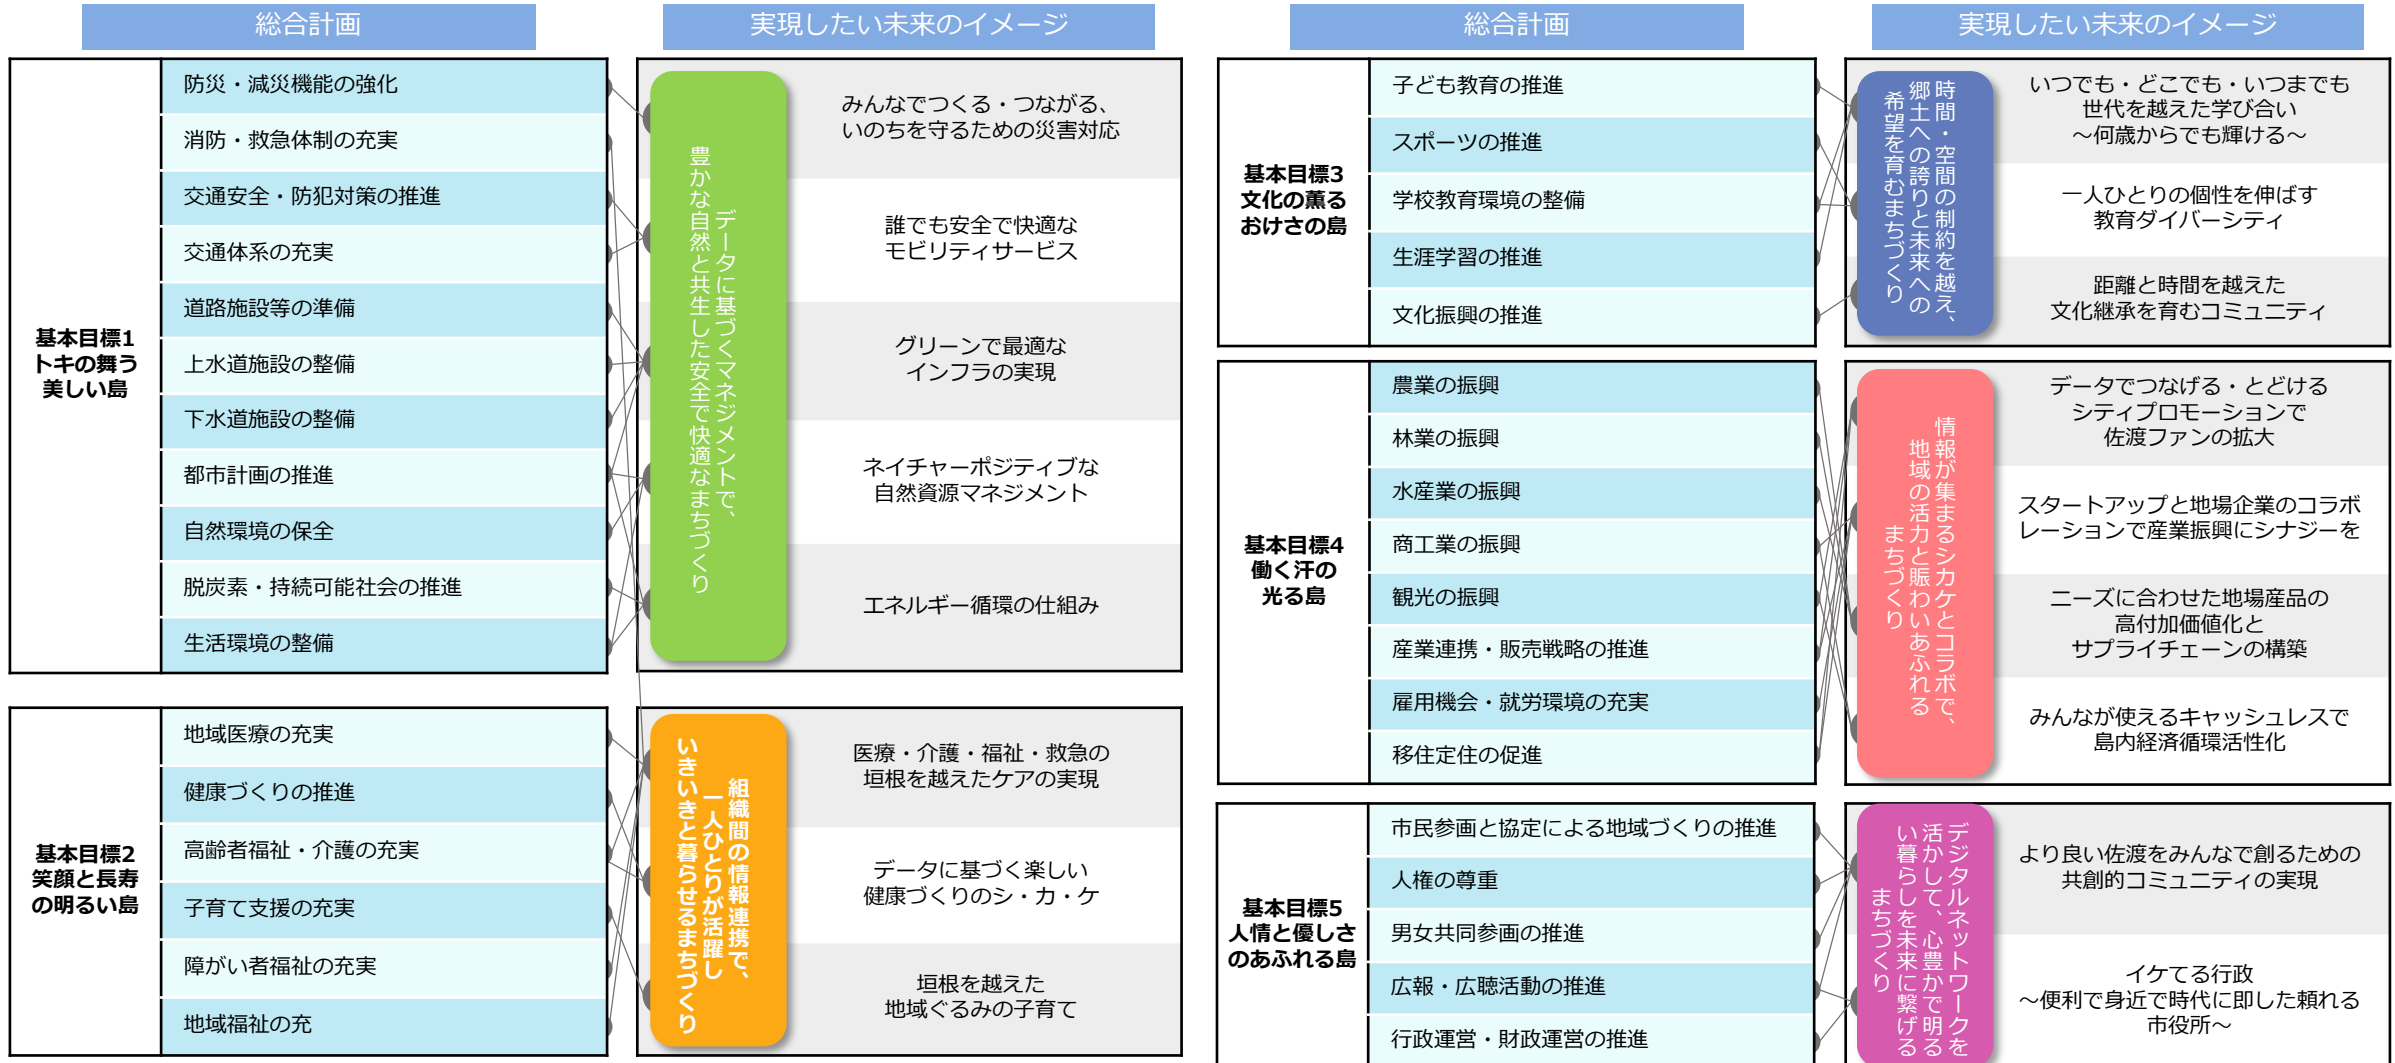 総合計画
実現したい未来のイメージ
基本目標1
トキの舞う
美しい島
防災・減災機能の強化
消防・救急体制の充実
交通安全・防犯対策の推進
交通体系の充実
道路施設等の準備
上水道施設の整備
下水道施設の整備
都市計画の推進
自然環境の保全
脱炭素・持続可能社会の推進
生活環境の整備
データに基づくマネジメントで、
豊かな自然と共生した安全で快適なまちづくり
みんなでつくる・つながる、
いのちを守るための災害対応
誰でも安全で快適な
モビリティサービス
グリーンで最適な
インフラの実現
ネイチャーポジティブな
自然資源マネジメント
エネルギー循環の仕組み
基本目標2
笑顔と長寿
の明るい島
地域医療の充実
健康づくりの推進
高齢者福祉・介護の充実
子育て支援の充実
障がい者福祉の充実
地域福祉の充
組織間の情報連携で、
一人ひとりが活躍し
いきいきと暮らせるまちづくり
医療・介護・福祉・救急の
垣根を越えたケアの実現
データに基づく楽しい
健康づくりのシ・カ・ケ
垣根を越えた
地域ぐるみの子育て
総合計画
実現したい未来のイメージ
基本目標3
文化の薫る
おけさの島
子ども教育の推進
スポーツの推進
学校教育環境の整備
生涯学習の推進
文化振興の推進
時間・空間の制約を越え、
郷土への誇りと未来への
希望を育むまちづくり
いつでも・どこでも・いつまでも
世代を越えた学び合い
～何歳からでも輝ける～
一人ひとりの個性を伸ばす
教育ダイバーシティ
距離と時間を越えた
文化継承を育むコミュニティ
基本目標4
働く汗の
光る島
農業の振興
林業の振興
水産業の振興
商工業の振興
観光の振興
産業連携・販売戦略の推進
雇用機会・就労環境の充実
移住定住の促進
情報が集まるシカケとコラボで、
地域の活力と賑わいあふれる
まちづくり
データでつなげる・とどける
シティプロモーションで
佐渡ファンの拡大
スタートアップと地場企業のコラボ
レーションで産業振興にシナジーを
ニーズに合わせた地場産品の
高付加価値化と
サプライチェーンの構築
みんなが使えるキャッシュレスで
島内経済循環活性化
基本目標5
人情と優しさ
のあふれる島
市民参画と協定による地域づくりの推進
人権の尊重
男女共同参画の推進
広報・広聴活動の推進
行政運営・財政運営の推進
デジタルネットワークを
活かして、心豊かで明る
い暮らしを未来に繋げる
まちづくり
より良い佐渡をみんなで創るための
共創的コミュニティの実現
イケてる行政
～便利で身近で時代に即した頼れる
市役所～